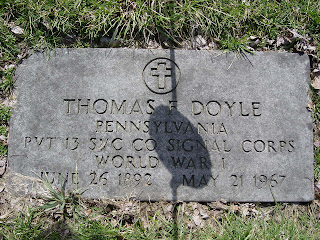 THOMAS F DOYLE
PENNSYLVANIA
PVT 13 SVC CO SIGNAL CORPS
WORLD WAR I
JUNE 26 1892 MAY 21 1967